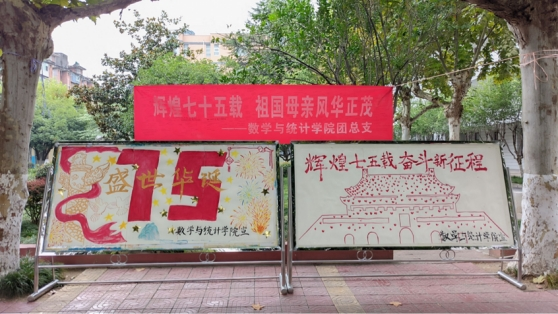 辉煌七十五载 祖国母亲风华正茂
——数学与统计学院团总支
75
盛世华诞
数学与统计学院宣
辉煌七五载奋斗新征程
数学与统计学院宣